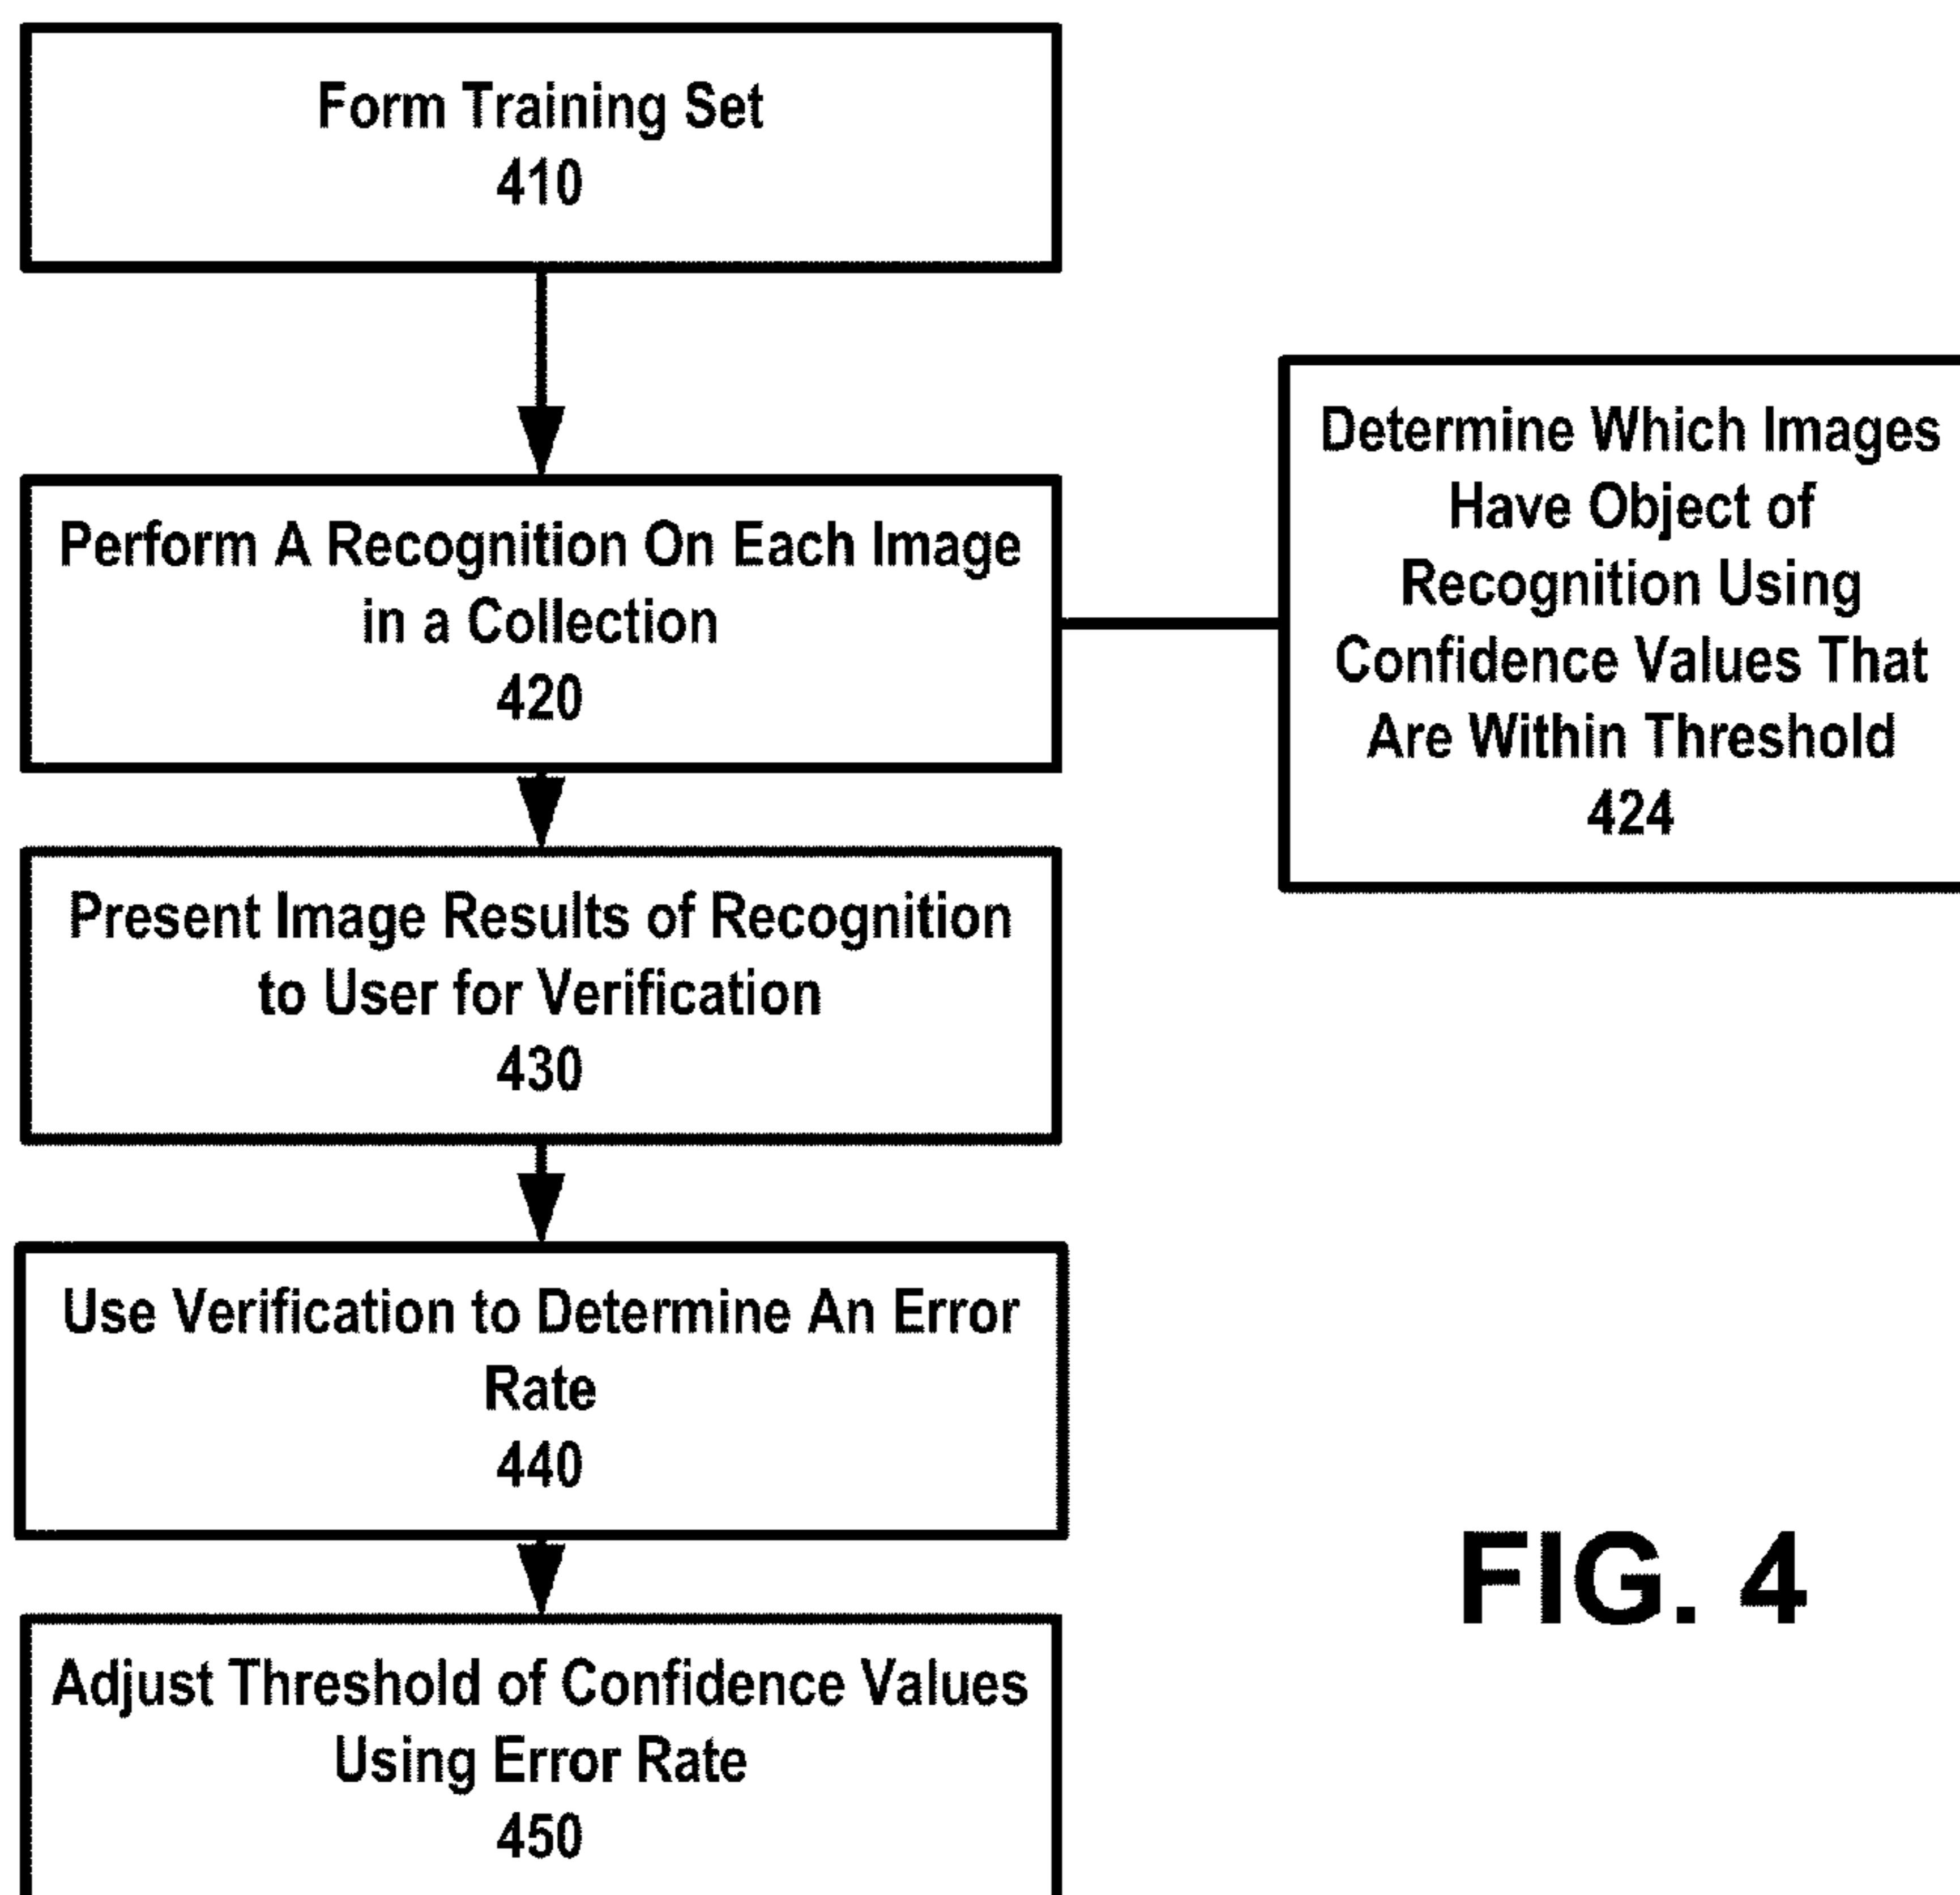 Form Training Set
410
Perform A Recognition On Each Image
in a Collection
420
Determine Which Images
Have Object of
Recognition Using
Confidence Values That
Are Within Threshold
424
Present Image Results of Recognition
to User for Verification
430
Use Verification to Determine An Error
Rate
440
Adjust Threshold of Confidence Values
Using Error Rate
450
FIG. 4